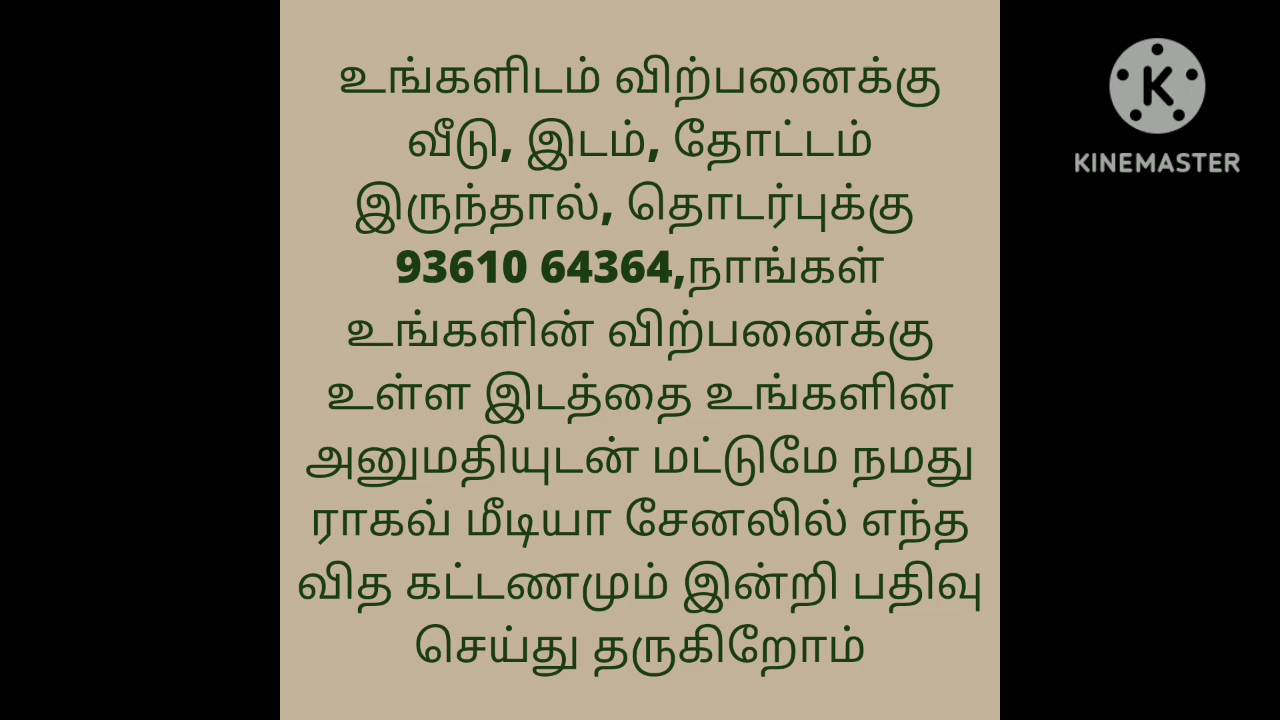 உங்களிடம் விற்பனைக்கு
வீடு, இடம், தோட்டம்
இருந்தால், தொடர்புக்கு
93610 64364,நாங்கள்
உங்களின் விற்பனைக்கு
உள்ள இடத்தை உங்களின்
அனுமதியுடன் மட்டுமே நமது
ராகவ் மீடியா சேனலில் எந்த
வித கட்டணமும் இன்றி பதிவு
செய்து தருகிறோம்
K
KINEMASTER